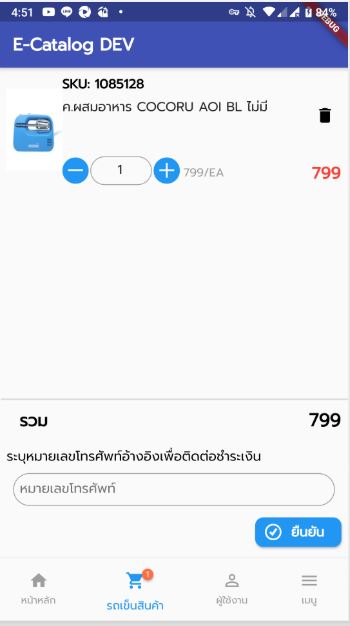 4:51
84%
DEBUG
E-Catalog DEV
SKU: 1085128
ค.ผสมอาหาร COCORU AOI BL ไม่มี
1
799/EA
799
รวม
799
ระบุหมายเลขโทรศัพท์อ้างอิงเพื่อติดต่อชำระเงิน
หมายเลขโทรศัพท์
ยืนยัน
1
หน้าหลัก
รถเข็นสินค้า
ผู้ใช้งาน
เมนู